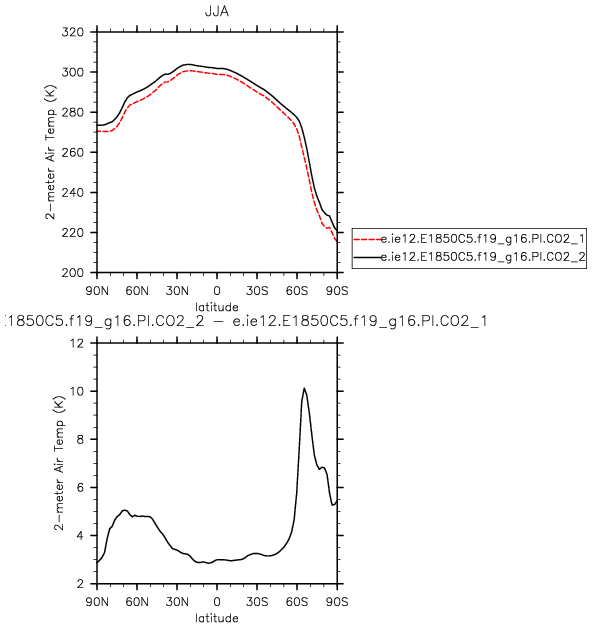 JJA
320
300
280
260
240
220
200
2-meter Air Temp (K)
90N 60N 30N 0 30S 60S 90S
latitude
e.ie12.E1850C5.f19_g16.PI.CO2_1
e.ie12.E1850C5.f19_g16.PI.CO2_2
.1850C5.f19_g16.PI.CO2_2 - e.ie12.E1850C5.f19_g16.PI.CO2_1
12
10
8
6
4
2
2-meter Air Temp (K)
90N 60N 30N 0 30S 60S 90S
latitude